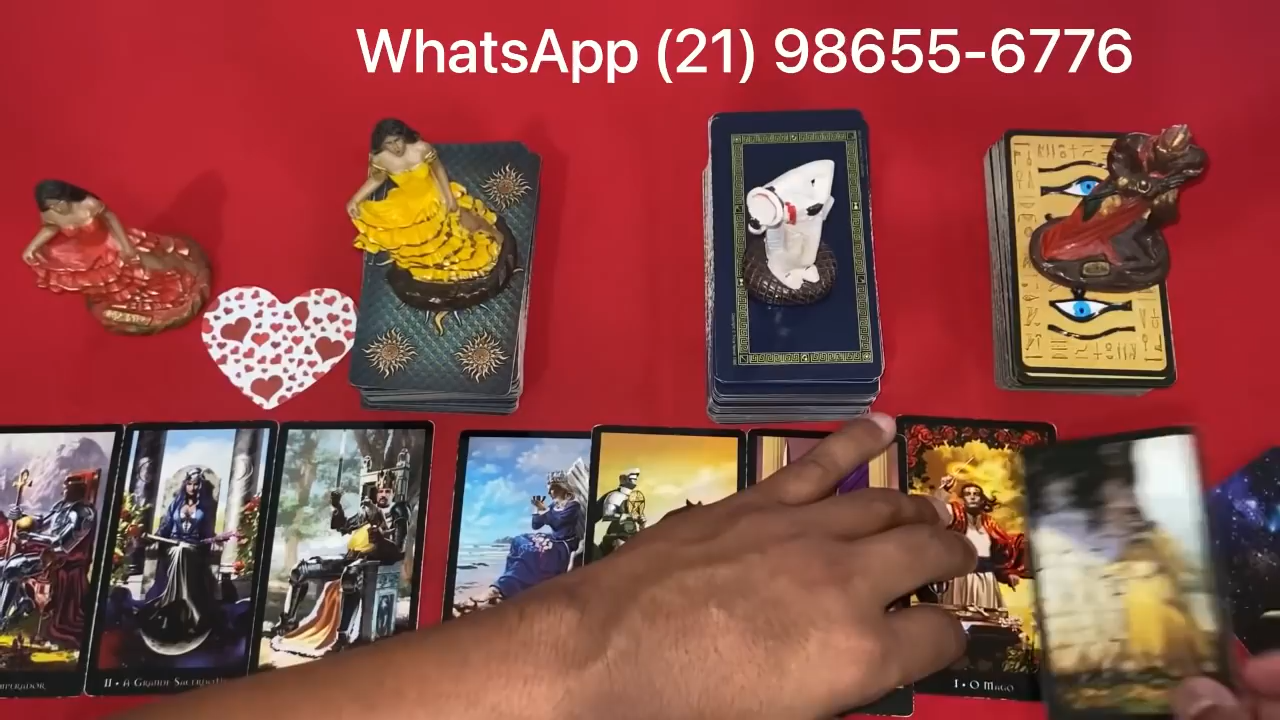 WhatsApp (21) 98655-6776
II • A Grande Sacerdotisa
I • O Mago